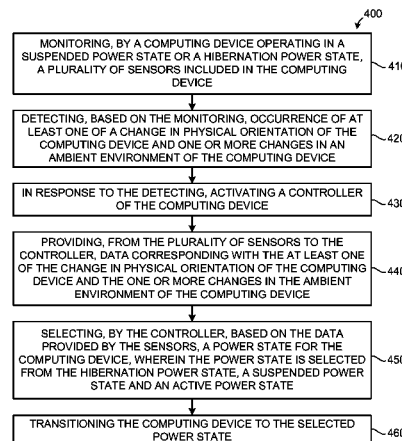 400
MONITORING, BY A COMPUTING DEVICE OPERATING IN A
SUSPENDED POWER STATE OR A HIBERNATION POWER STATE,
A PLURALITY OF SENSORS INCLUDED IN THE COMPUTING
DEVICE
410
DETECTING, BASED ON THE MONITORING, OCCURRENCE OF AT
LEAST ONE OF A CHANGE IN PHYSICAL ORIENTATION OF THE
COMPUTING DEVICE AND ONE OR MORE CHANGES IN AN
AMBIENT ENVIRONMENT OF THE COMPUTING DEVICE
420
IN RESPONSE TO THE DETECTING, ACTIVATING A CONTROLLER
OF THE COMPUTING DEVICE
430
PROVIDING, FROM THE PLURALITY OF SENSORS TO THE
CONTROLLER, DATA CORRESPONDING WITH THE AT LEAST ONE
OF THE CHANGE IN PHYSICAL ORIENTATION OF THE COMPUTING
DEVICE AND THE ONE OR MORE CHANGES IN THE AMBIENT
ENVIRONMENT OF THE COMPUTING DEVICE
440
SELECTING, BY THE CONTROLLER, BASED ON THE DATA
PROVIDED BY THE SENSORS, A POWER STATE FOR THE
COMPUTING DEVICE, WHEREIN THE POWER STATE IS SELECTED
FROM THE HIBERNATION POWER STATE, A SUSPENDED POWER
STATE AND AN ACTIVE POWER STATE
450
TRANSITIONING THE COMPUTING DEVICE TO THE SELECTED
POWER STATE
460